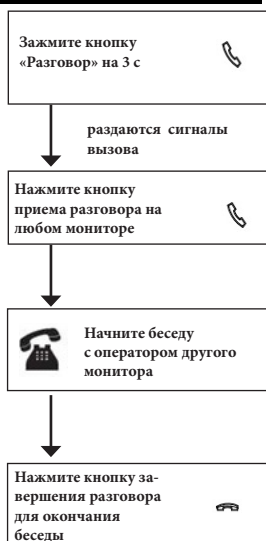 Зажмите кнопку
«Разговор» на 3 с
раздаются сигналы
вызова
Нажмите кнопку
приема разговора на
любом мониторе
Начните беседу
с оператором другого
монитора
Нажмите кнопку за-
вершения разговора
для окончания
беседы